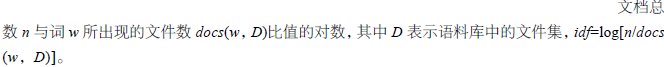 文档总
数 n 与词 w 所出现的文件数 docs(w, D)比值的对数，其中 D 表示语料库中的文件集，idf=log[n/docs
(w, D)]。